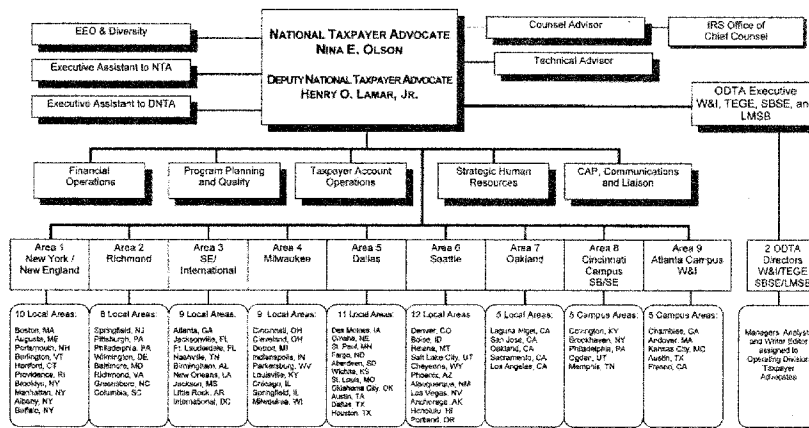 EEO & Diversity
Executive Assistant to NTA
Executive Assistant to DNTA
NATIONAL TAXPAYER ADVOCATE
NINA E. OLSON
DEPUTY NATIONAL TAXPAYER ADVOCATE
HENRY O. LAMAR, JR.
Counsel Advisor
Technical Advisor
IRS Office of
Chief Counsel
ODTA Executive
W&I, TEGE, SBSE, and
LMSB
Financial
Operations
Program Planning
and Quality
Taxpayer Account
Operations
Strategic Human
Resources
CAP, Communications
and Liaison
Area 1
New York /
New England
Area 2
Richmond
Area 3
SE/
International
Area 4
Milwaukee
Area 5
Dallas
Area 6
Seattle
Area 7
Oakland
Area 8
Cincinnati
Campus
SB/SE
Area 9
Atlanta Campus
W&I
2 ODTA
Directors
W&I/TEGE
SBSE/LMSB
10 Local Areas:
Boston, MA
Augusta, ME
Portsmouth, NH
Burlington, VT
Hartford, CT
Providence, RI
Brooklyn, NY
Manhattan, NY
Albany, NY
Buffalo, NY
8 Local Areas:
Springfield, NJ
Pittsburgh, PA
Philadelphia, PA
Wilmington, DE
Baltimore, MD
Richmond, VA
Greensboro, NC
Columbia, SC
9 Local Areas:
Atlanta, GA
Jacksonville, FL
Ft. Lauderdale, FL
Nashville, TN
Birmingham, AL
New Orleans, LA
Jackson, MS
Little Rock, AR
International, DC
9 Local Areas:
Cincinnati, OH
Cleveland, OH
Detroit, MI
Indianapolis, IN
Parkersburg, WV
Louisville, KY
Chicago, IL
Springfield, IL
Milwaukee, WI
11 Local Areas:
Des Moines, IA
Omaha, NE
St. Paul, MN
Fargo, ND
Aberdeen, SD
Wichita, KS
St. Louis, MO
Oklahoma City, OK
Austin, TX
Dallas, TX
Houston, TX
12 Local Areas:
Denver, CO
Boise, ID
Helena, MT
Salt Lake City, UT
Cheyenne, WY
Phoenix, AZ
Albuquerque, NM
Las Vegas, NV
Anchorage, AK
Honolulu, HI
Portland, OR
5 Local Areas:
Laguna Niguel, CA
San Jose, CA
Oakland, CA
Sacramento, CA
Los Angeles, CA
5 Campus Areas:
Covington, KY
Brookhaven, NY
Philadelphia, PA
Ogden, UT
Memphis, TN
5 Campus Areas:
Chamblee, GA
Andover, MA
Kansas City, MO
Austin, TX
Fresno, CA
Managers, Analysts
and Writer Editor
assigned to
Operating Division
Taxpayer
Advocates